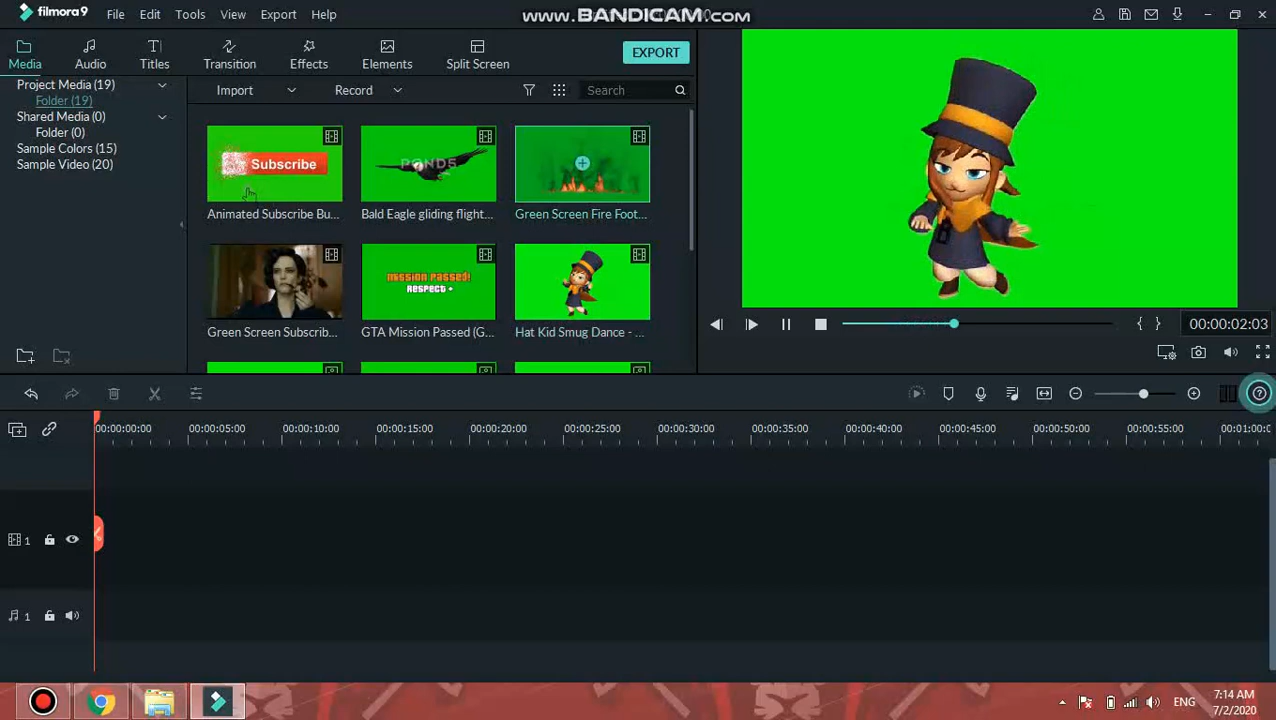 filmora9
File
Edit
Tools
View
Export
Help
www.BANDICAM.com
Media
Audio
Titles
Transition
Effects
Elements
Split Screen
EXPORT
Project Media (19)
Folder (19)
Shared Media (0)
Folder (0)
Sample Colors (15)
Sample Video (20)
Import
Record
Search
Subscribe
POND5
Animated Subscribe Bu...
Bald Eagle gliding flight...
Green Screen Fire Foot...
MISSION PASSED!
RESPECT +
Green Screen Subscrib...
GTA Mission Passed (G...
Hat Kid Smug Dance - ...
{ }
00:00:02:03
00:00:00:00
00:00:05:00
00:00:10:00
00:00:15:00
00:00:20:00
00:00:25:00
00:00:30:00
00:00:35:00
00:00:40:00
00:00:45:00
00:00:50:00
00:00:55:00
00:01:00:0
1
1
ENG
7:14 AM
7/2/2020